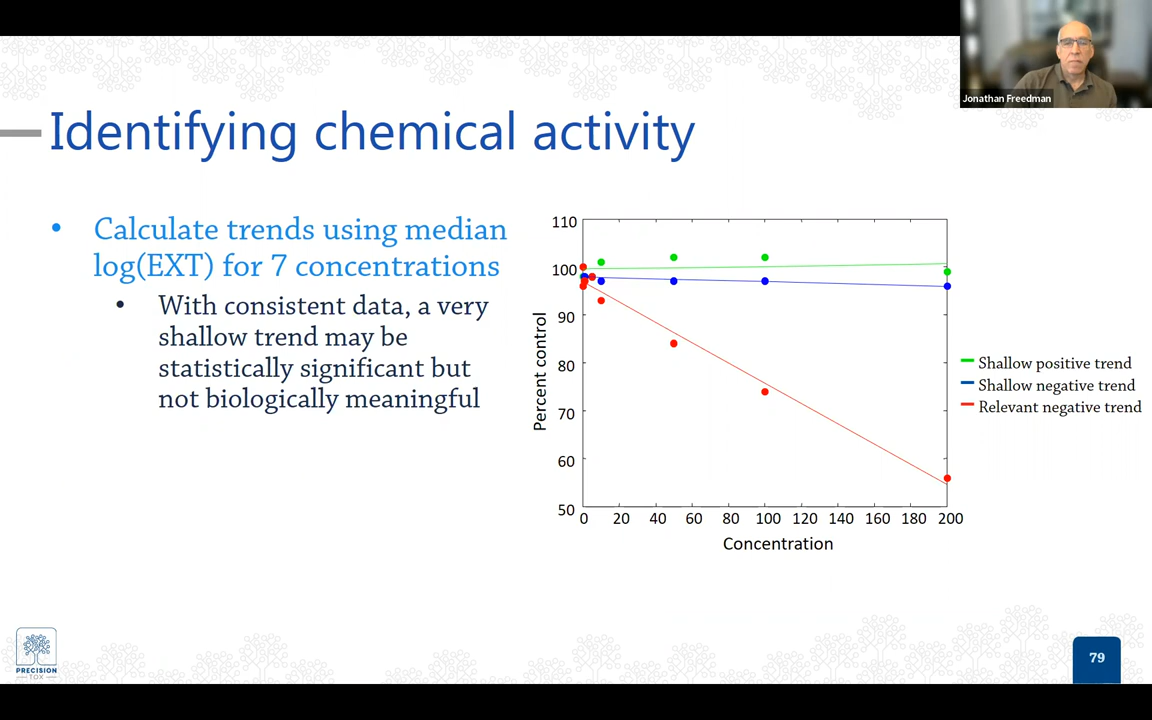 Jonathan Freedman
Identifying chemical activity
• Calculate trends using median
log(EXT) for 7 concentrations
• With consistent data, a very
shallow trend may be
statistically significant but
not biologically meaningful
110
100
90
80
70
60
50
Percent control
0 20 40 60 80 100 120 140 160 180 200
Concentration
Shallow positive trend
Shallow negative trend
Relevant negative trend
PRECISION
TOX
79